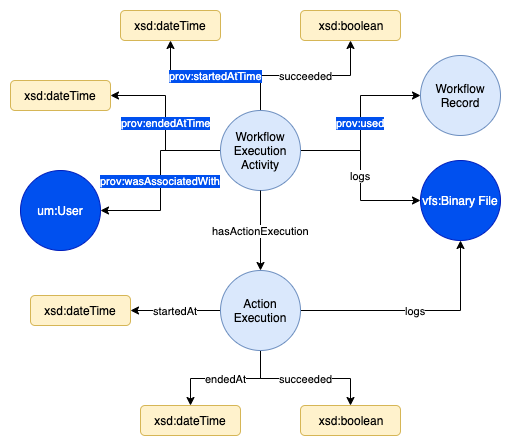 xsd:dateTime
xsd:boolean
prov:startedAtTime
succeeded
xsd:dateTime
Workflow
Record
prov:endedAtTime
prov:used
Workflow
Execution
Activity
prov:wasAssociatedWith
logs
um:User
vfs:Binary File
hasActionExecution
xsd:dateTime
startedAt
Action
Execution
logs
endedAt
succeeded
xsd:dateTime
xsd:boolean